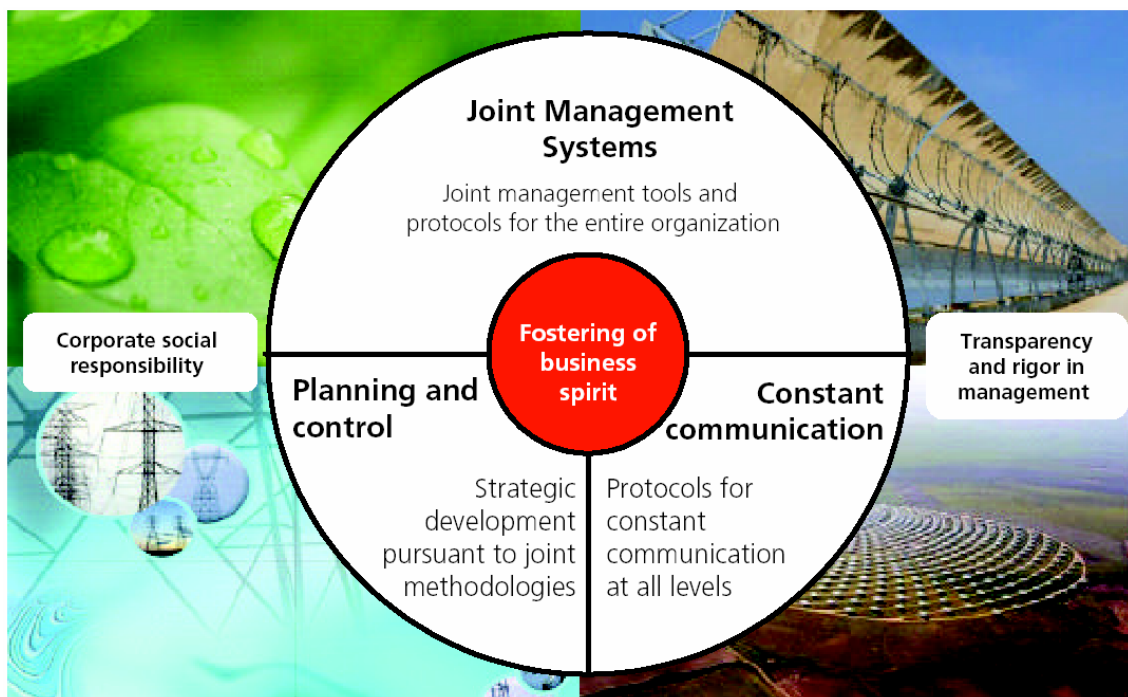 Joint Management
Systems
Joint management tools and
protocols for the entire organization
Corporate social
responsibility
Fostering of
business
spirit
Transparency
and rigor in
management
Planning and
control
Strategic
development
pursuant to joint
methodologies
Constant
communication
Protocols for
constant
communication
at all levels